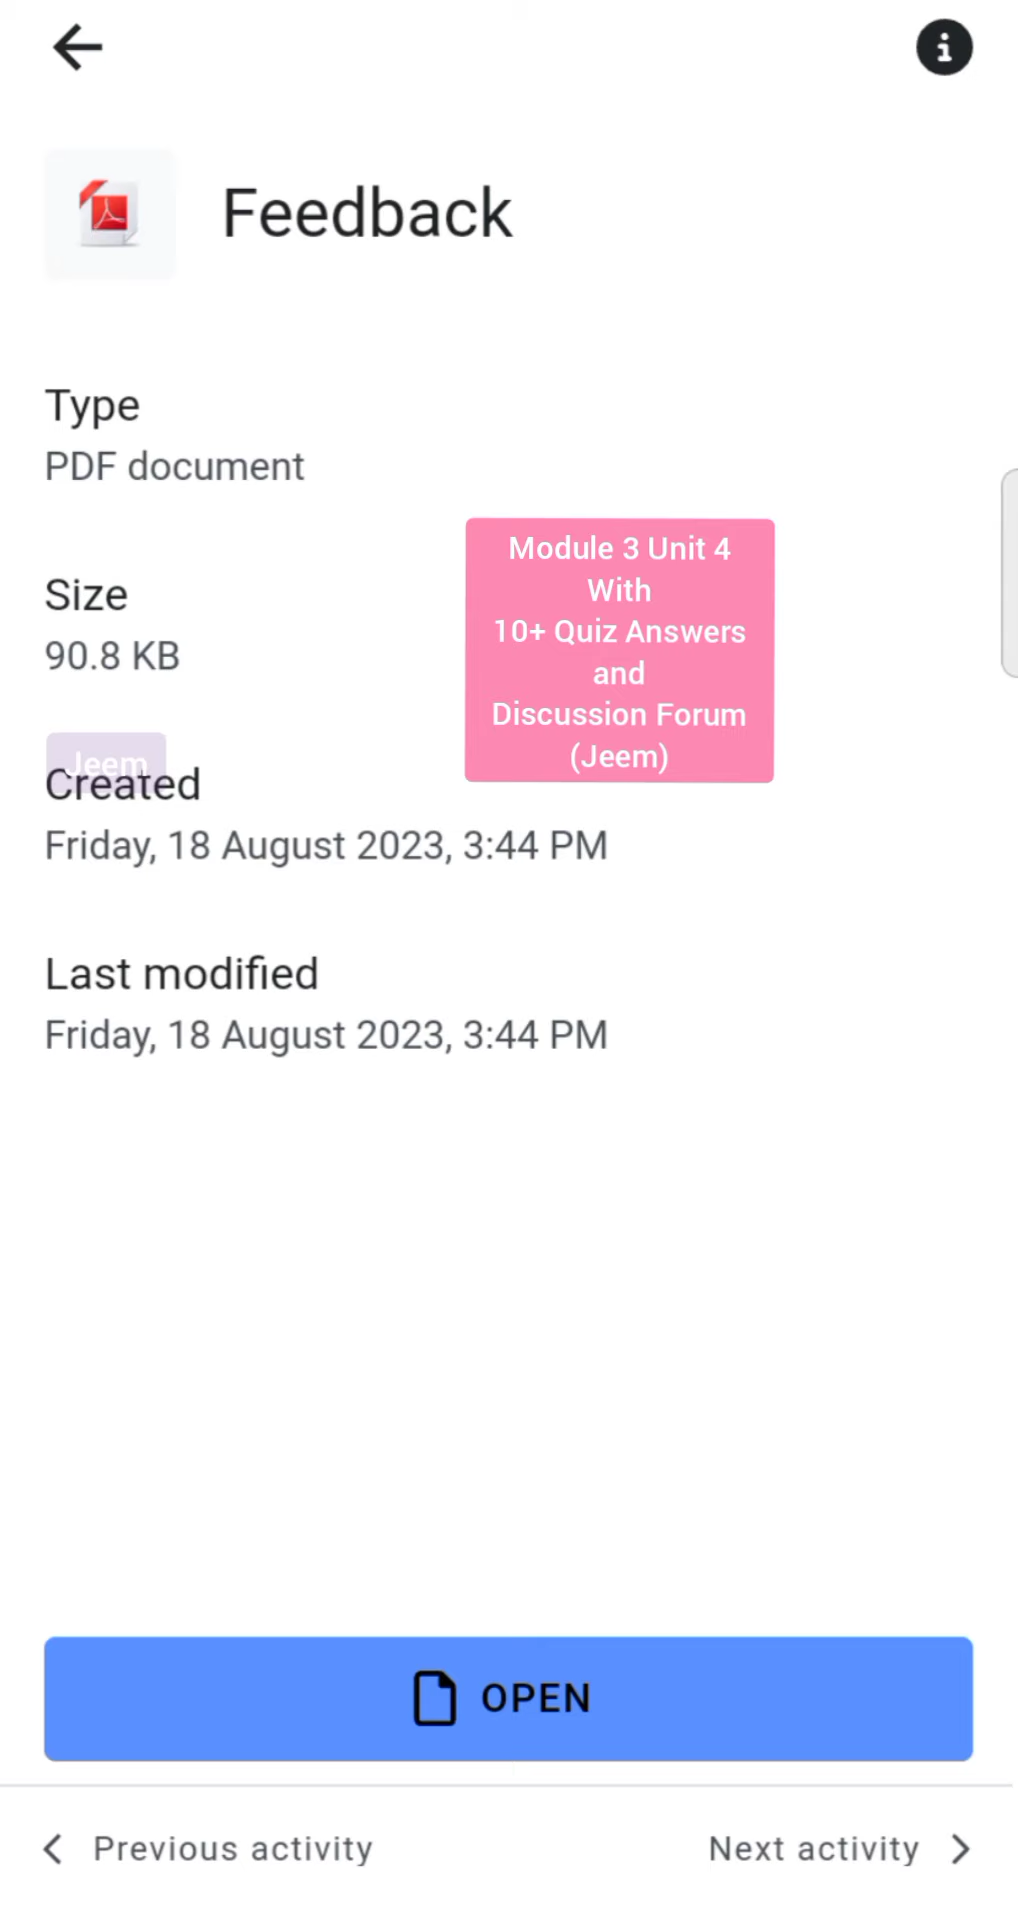 Feedback
Type
PDF document
Module 3 Unit 4
With
10+ Quiz Answers
and
Discussion Forum
(Jeem)
Size
90.8 KB
Jeem
Created
Friday, 18 August 2023, 3:44 PM
Last modified
Friday, 18 August 2023, 3:44 PM
OPEN
Previous activity
Next activity